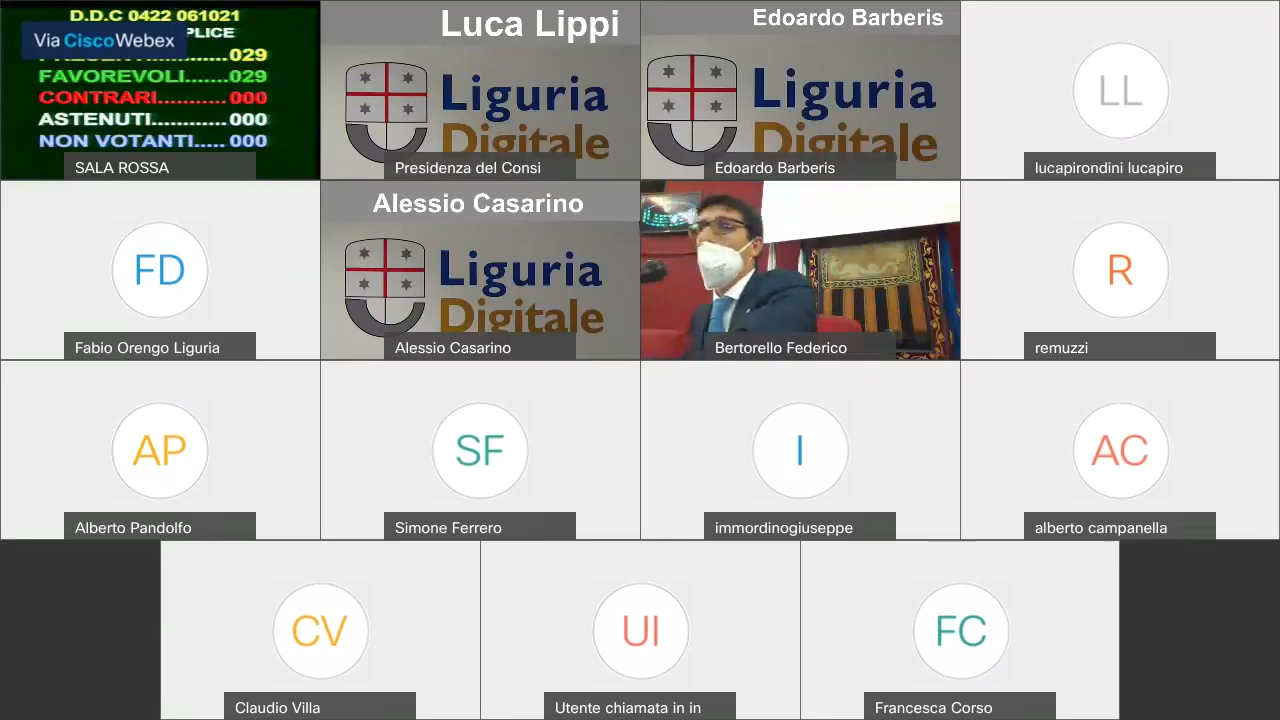 D.D.C 0422 061021
PLICE
Via Cisco Webex
029
FAVOREVOLI......029
CONTRARI...........000
ASTENUTI............000
NON VOTANTI.....000
SALA ROSSA
Luca Lippi
Liguria
Digitale
Presidenza del Consi
Edoardo Barberis
Liguria
Digitale
Edoardo Barberis
LL
lucapirondini lucapiro
FD
Fabio Orengo Liguria
Alessio Casarino
Liguria
Digitale
Alessio Casarino
Bertorello Federico
R
remuzzi
AP
Alberto Pandolfo
SF
Simone Ferrero
I
immordinogiuseppe
AC
alberto campanella
CV
Claudio Villa
UI
Utente chiamata in in
FC
Francesca Corso